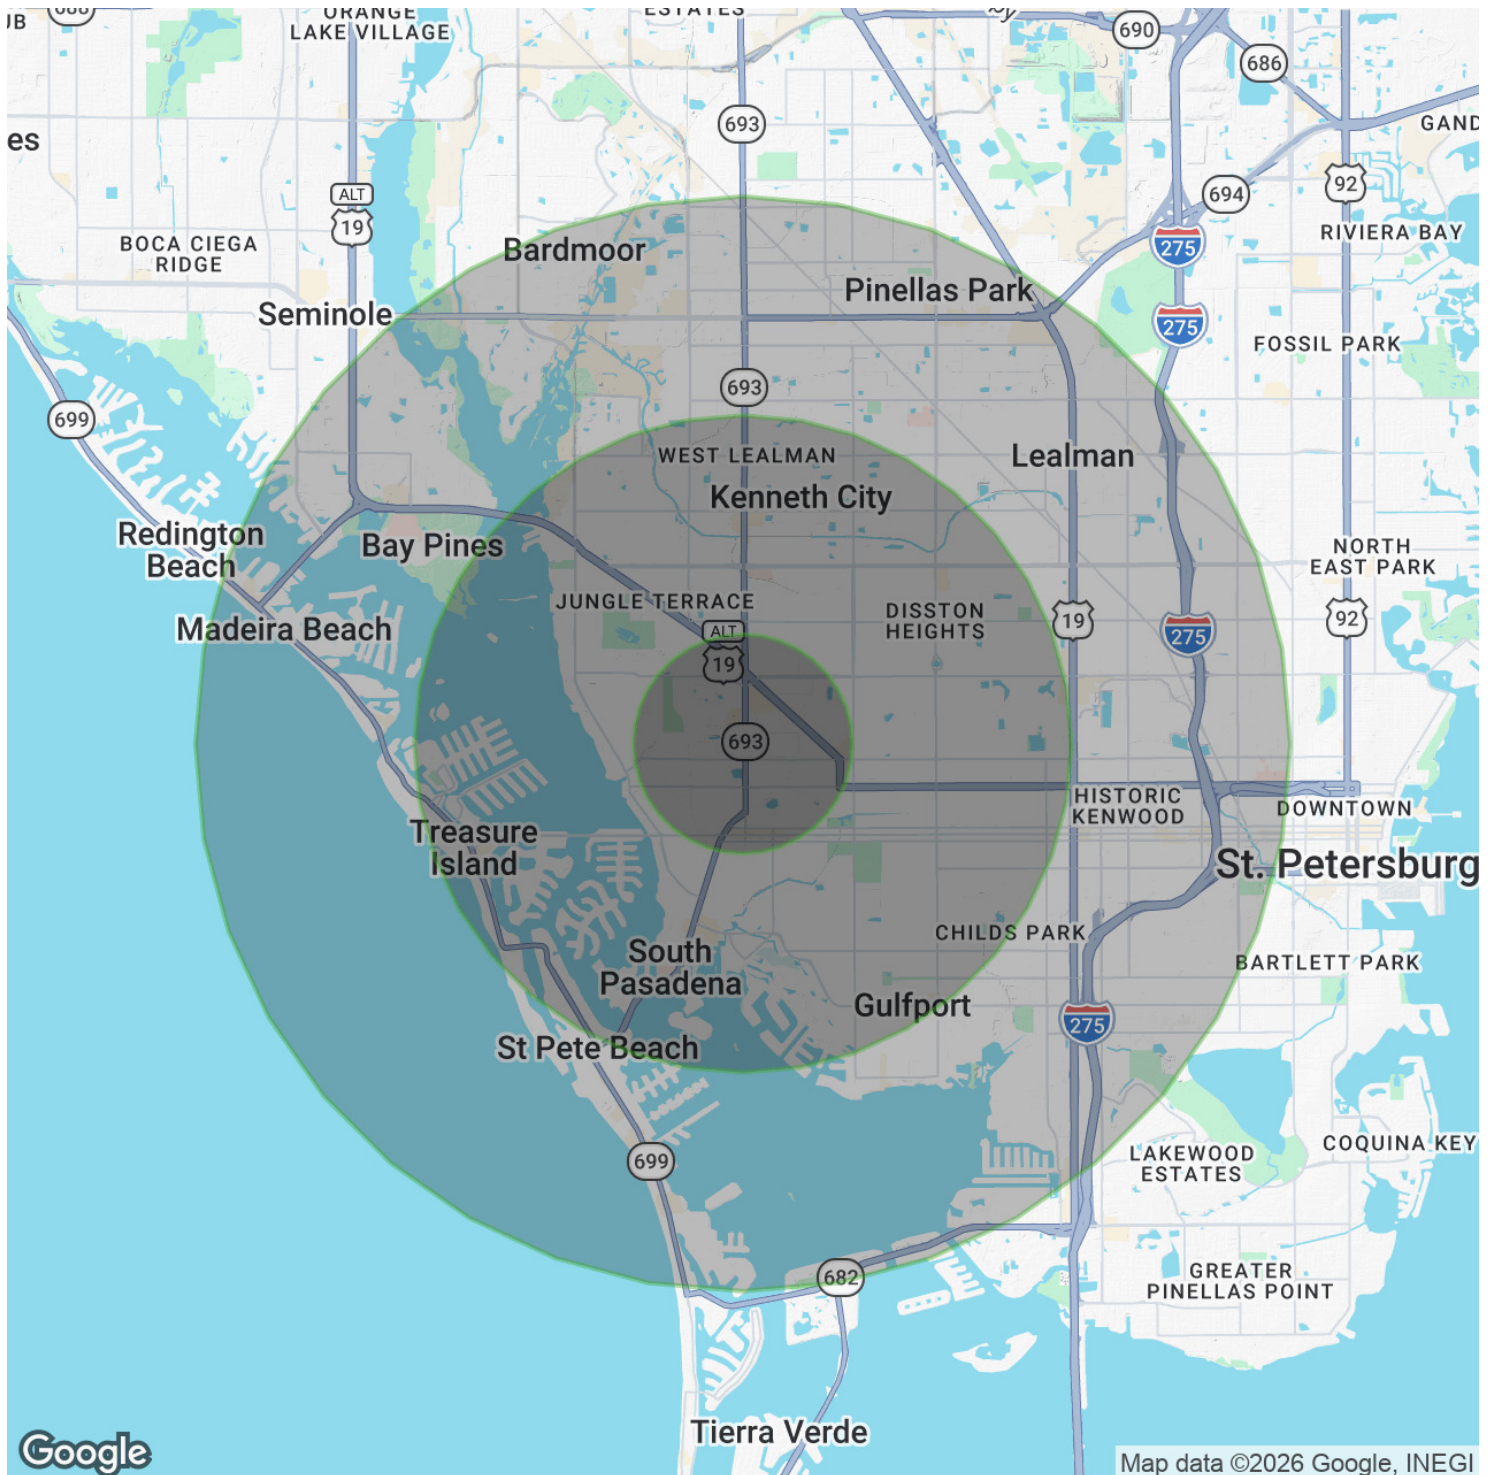 ORANGE
LAKE VILLAGE
ESTATES
690
686
693
GAND
es
ALT
19
694
92
BOCA CIEGA
RIDGE
Bardmoor
275
RIVIERA BAY
Seminole
Pinellas Park
275
FOSSIL PARK
693
699
WEST LEALMAN
Lealman
Kenneth City
Redington
Beach
Bay Pines
NORTH
EAST PARK
JUNGLE TERRACE
DISSTON
HEIGHTS
Madeira Beach
ALT
19
19
275
92
693
HISTORIC
KENWOOD
DOWNTOWN
Treasure
Island
St. Petersburg
CHILDS PARK
South
Pasadena
BARTLETT PARK
Gulfport
275
St Pete Beach
699
LAKEWOOD
ESTATES
COQUINA KEY
682
GREATER
PINELLAS POINT
Tierra Verde
Google
Map data ©2026 Google, INEGI